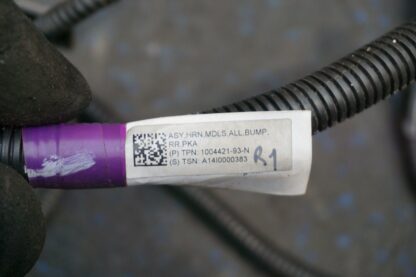 ASY,HRN,MDLS,ALL,BUMP,
RR,PKA
(P) TPN: 1004421-93-N
(S) TSN: A14I0000383
R1